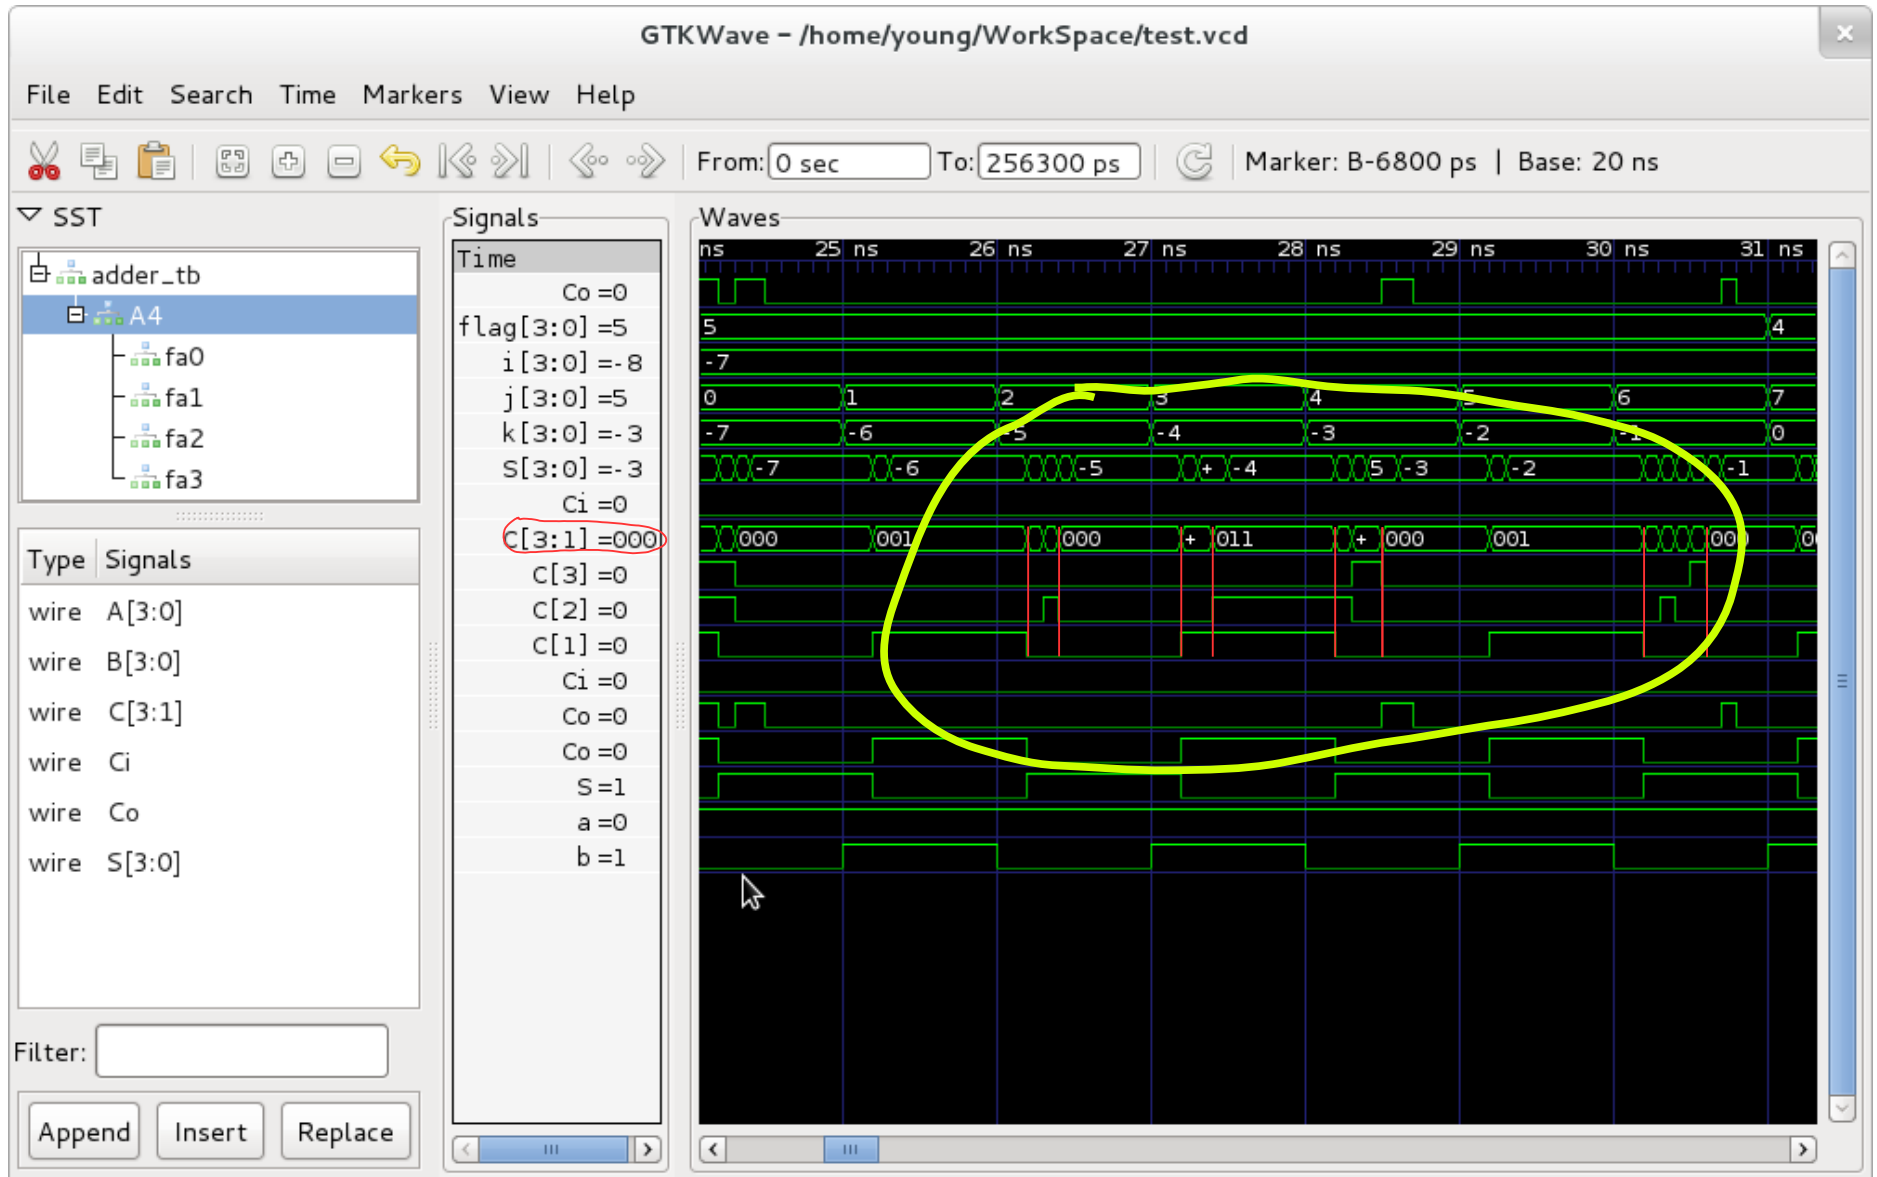 GTKWave - /home/young/WorkSpace/test.vcd
File Edit Search Time Markers View Help
From: 0 sec To: 256300 ps Marker: B-6800 ps | Base: 20 ns
SST
adder_tb
A4
fa0
fa1
fa2
fa3
Type Signals
wire A[3:0]
wire B[3:0]
wire C[3:1]
wire Ci
wire Co
wire S[3:0]
Filter:
Append Insert Replace
Signals
Time
Co =0
flag[3:0] =5
i[3:0] =-8
j[3:0] =5
k[3:0] =-3
S[3:0] =-3
Ci =0
C[3:1] =000
C[3] =0
C[2] =0
C[1] =0
Ci =0
Co =0
Co =0
S =1
a =0
b =1
Waves
ns 25 ns 26 ns 27 ns 28 ns 29 ns 30 ns 31 ns
5 4
-7
0 1 2 3 4 5 6 7
-7 -6 -5 -4 -3 -2 -1 0
-7 -6 -5 + -4 5 -3 -2 -1
000 001 000 + 011 + 000 001 000